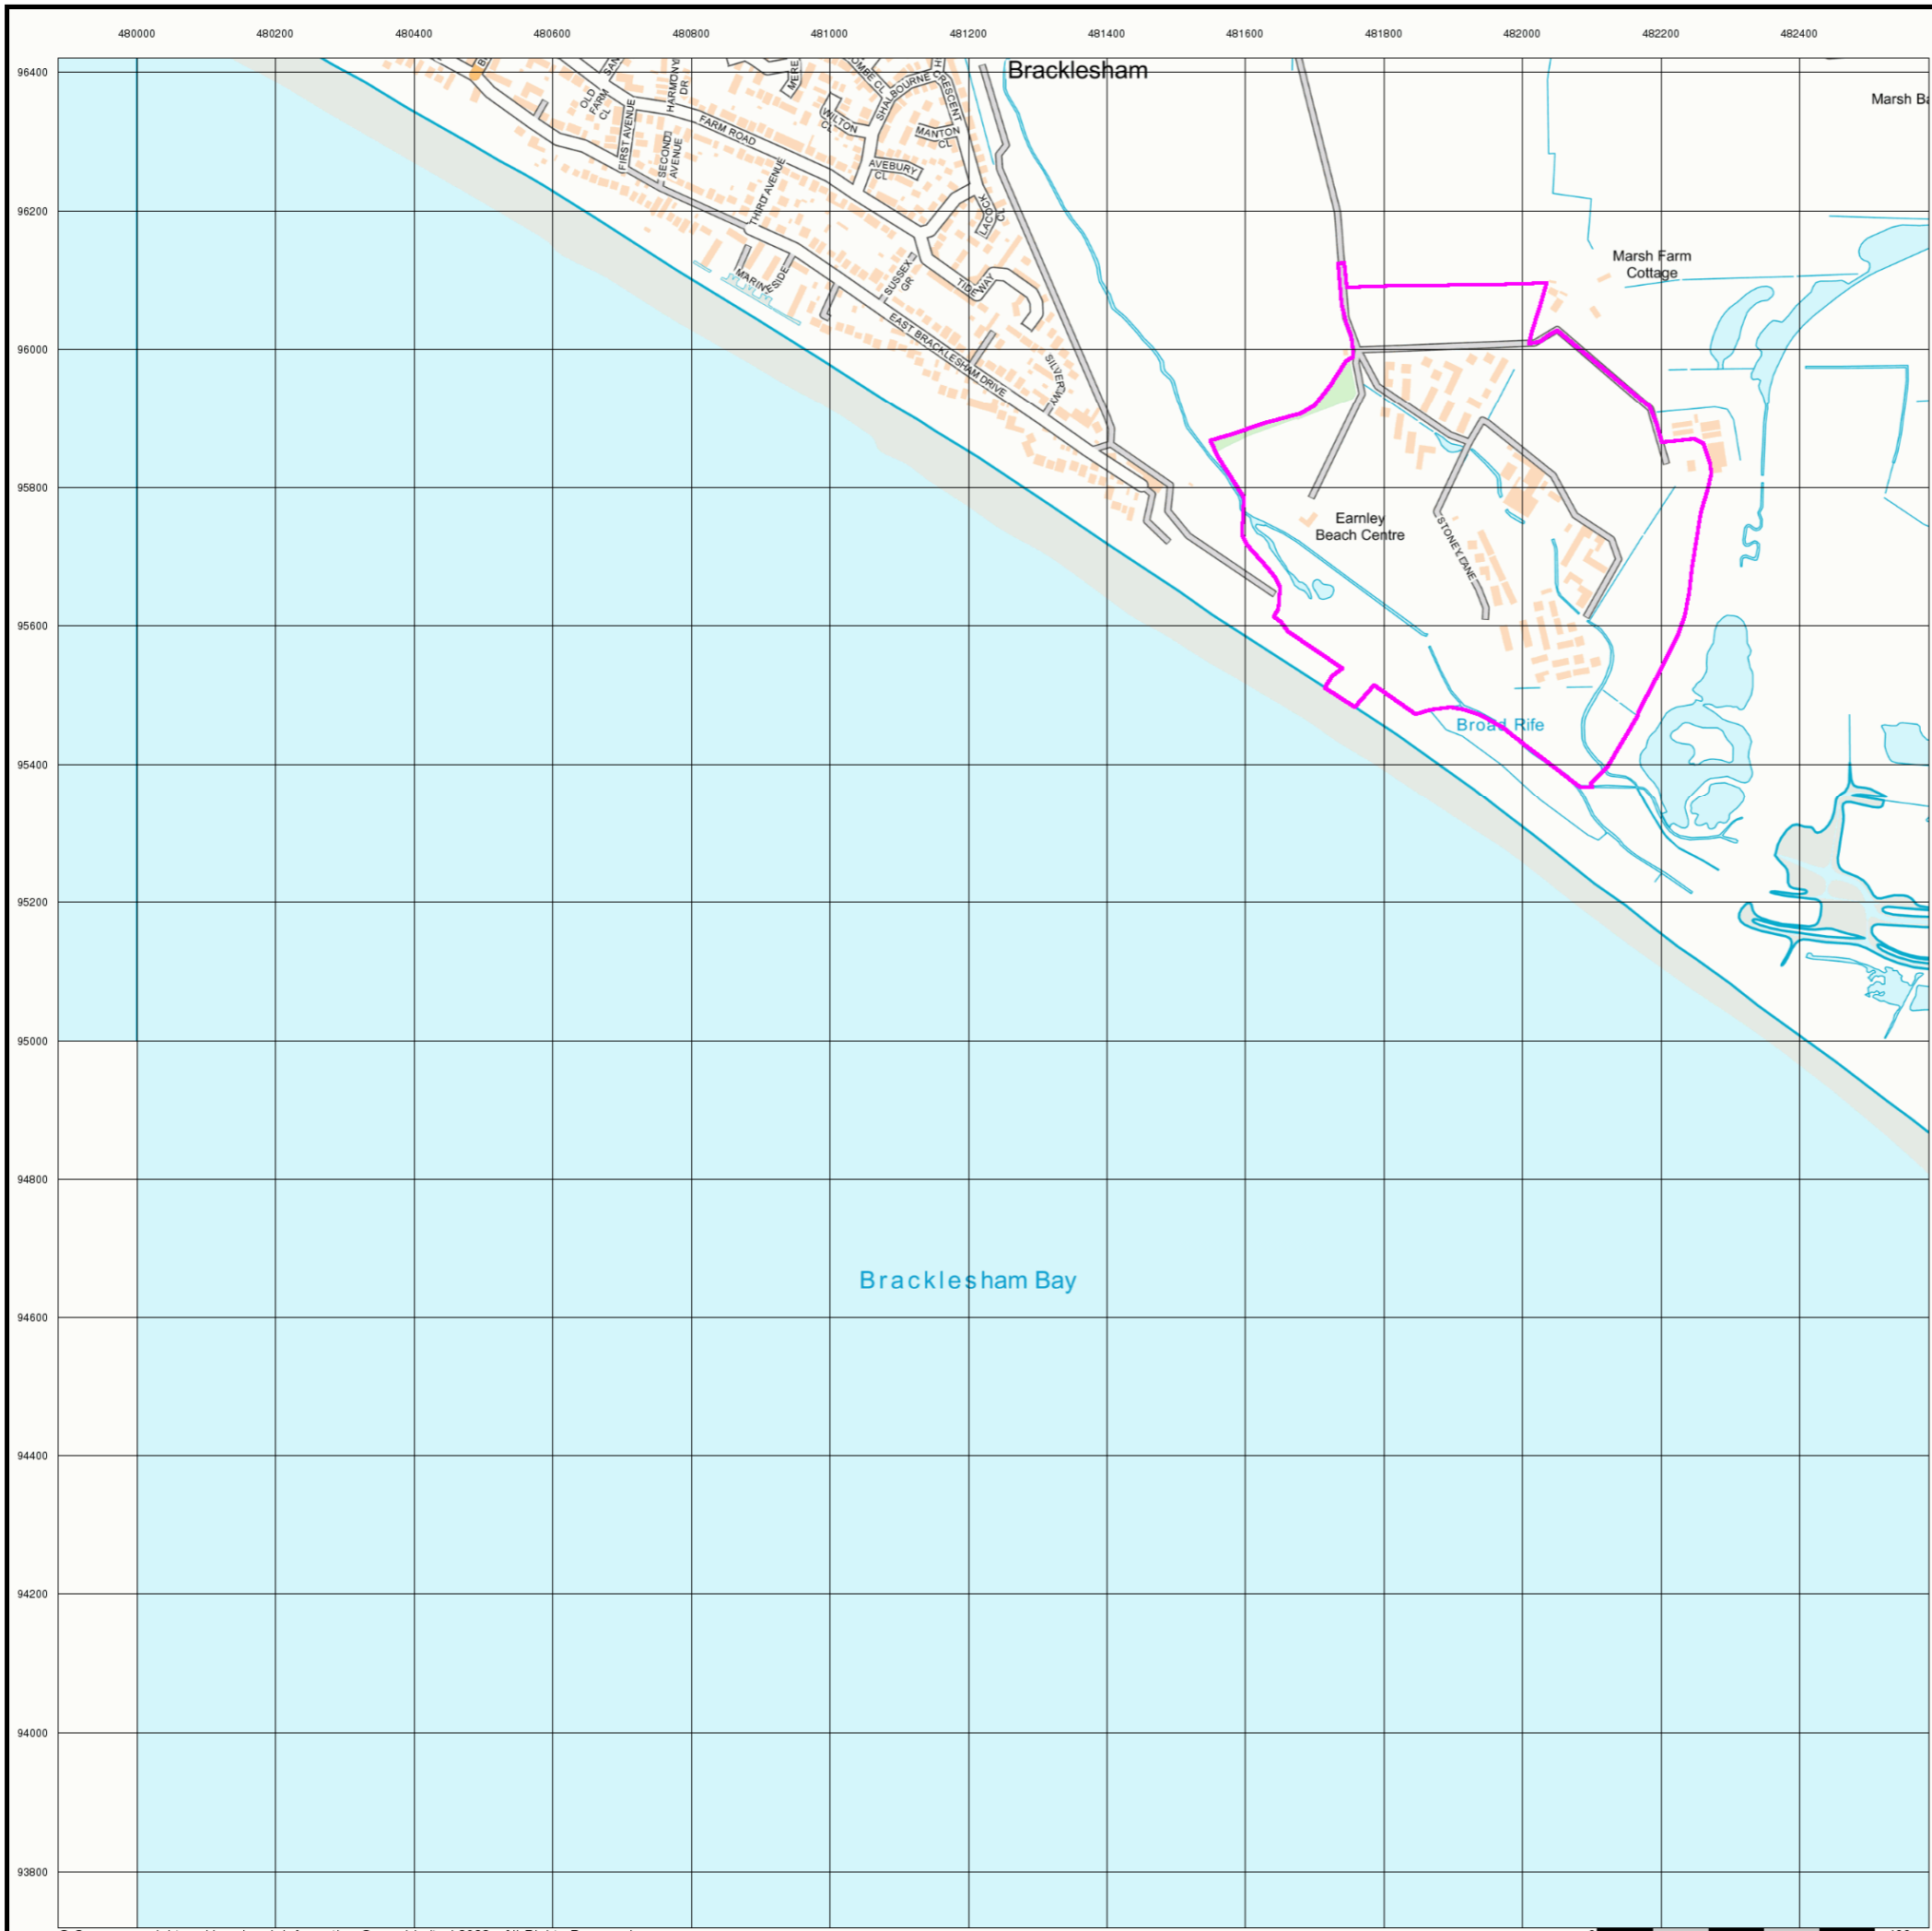 480000 480200 480400 480600 480800 481000 481200 481400 481600 481800 482000 482200 482400
96400
96200
96000
95800
95600
95400
95200
95000
94800
94600
94400
94200
94000
93800
Bracklesham
OLD
FARM
CL
FIRST AVENUE
HARMONY
DR
SECOND
AVENUE
FARM ROAD
THIRD AVENUE
MERE
WILTON
CL
SHALBOURNE
CRESCENT
MANTON
CL
AVEBURY
CL
LACOCK
CL
MARINE
SIDE
SUSSEX
GR
TIDEWAY
EAST BRACKLESHAM DRIVE
SILVER
WY
Marsh Farm
Cottage
Marsh
Earnley
Beach Centre
STONEY LANE
Broad Rife
Bracklesham Bay